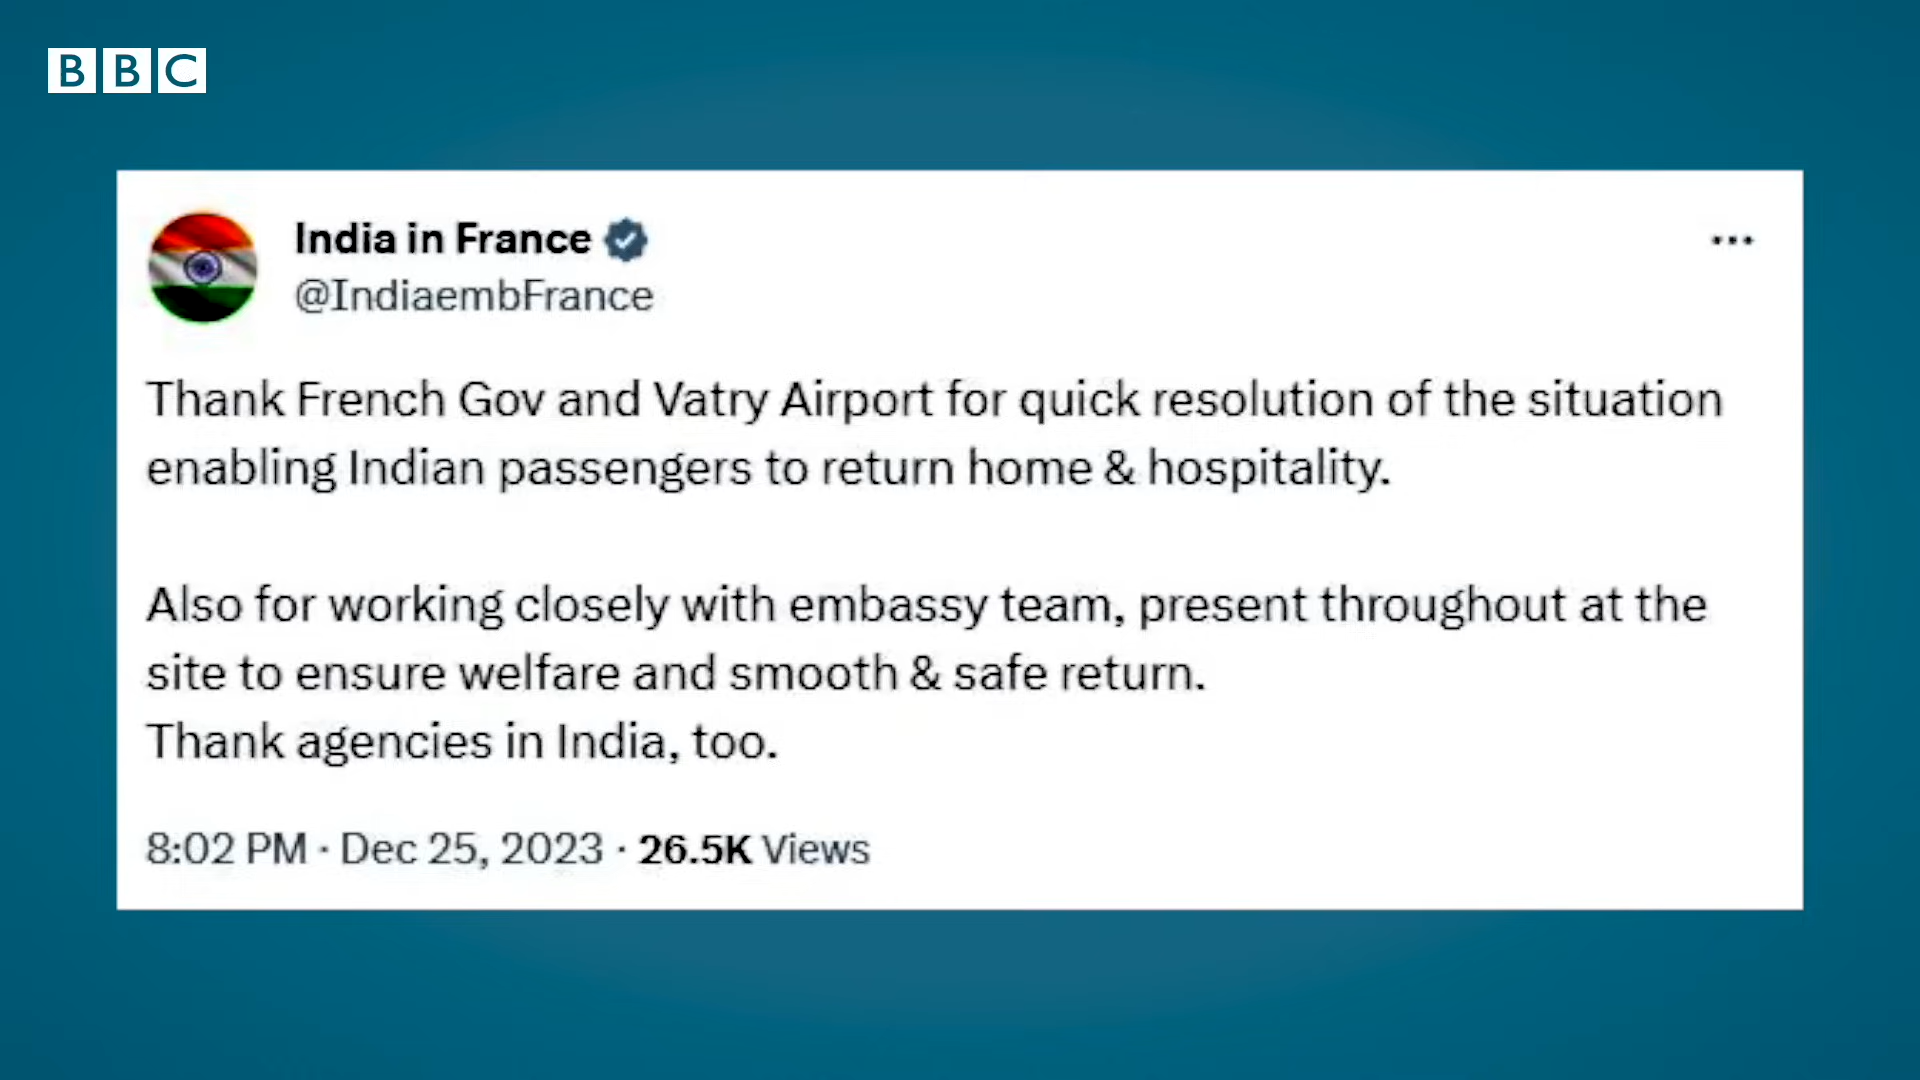 BBC
India in France
@IndiaembFrance
Thank French Gov and Vatry Airport for quick resolution of the situation
enabling Indian passengers to return home & hospitality.
Also for working closely with embassy team, present throughout at the
site to ensure welfare and smooth & safe return.
Thank agencies in India, too.
8:02 PM · Dec 25, 2023 · 26.5K Views